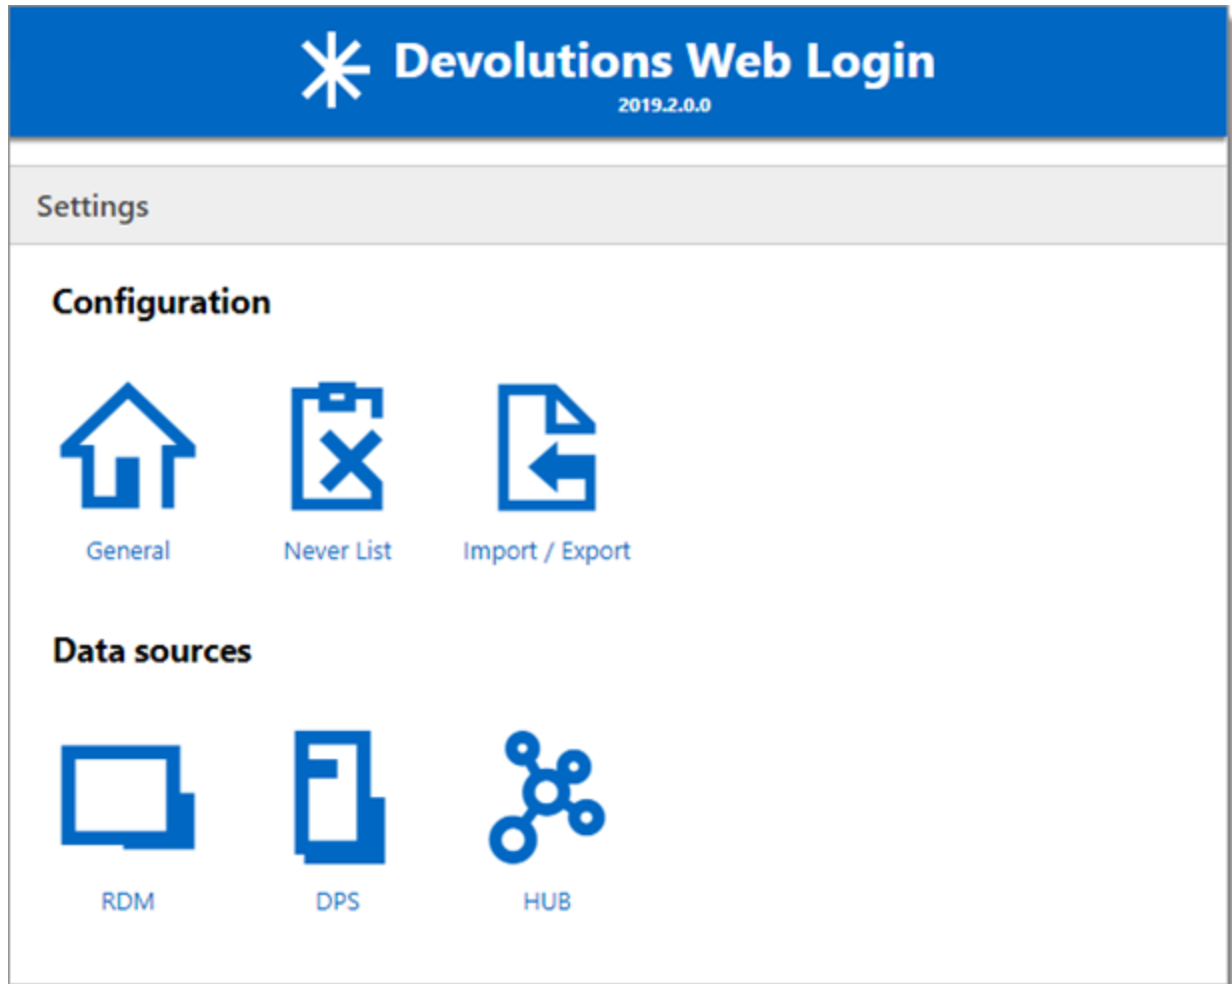 Devolutions Web Login
2019.2.0.0
Settings
Configuration
General
Never List
Import / Export
Data sources
RDM
DPS
HUB